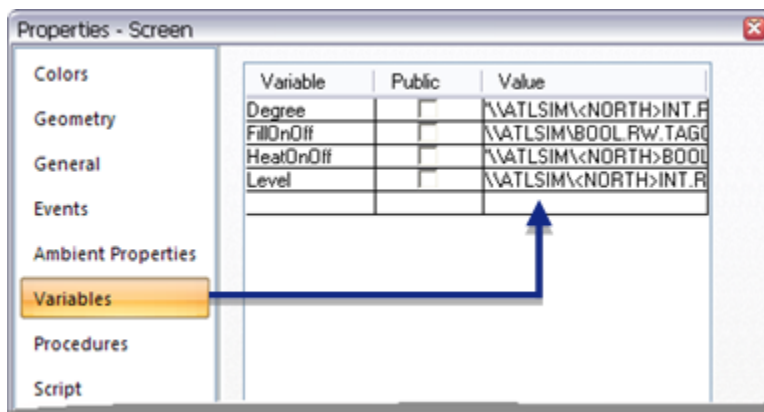 Properties - Screen
Colors
Geometry
General
Events
Ambient Properties
Variables
Procedures
Script
Variable Public Value
Degree "\\ATLSIM\<NORTH>INT.R
FillOnOff \\ATLSIM\BOOL.RW.TAG0
HeatOnOff "\\ATLSIM\<NORTH>BOOL
Level \\ATLSIM\<NORTH>INT.R